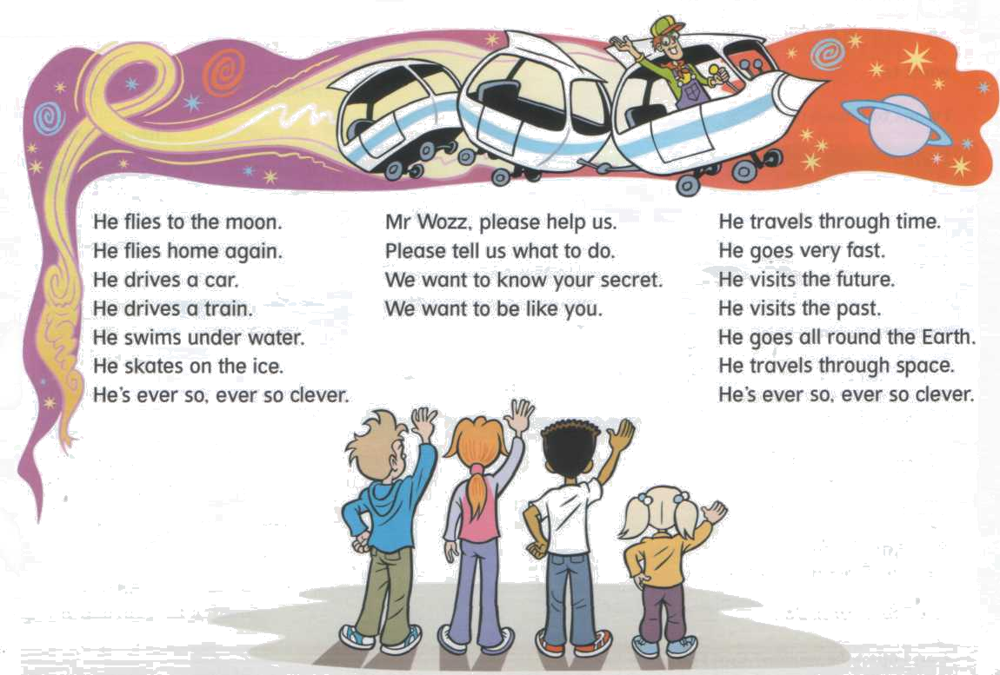 He flies to the moon.
He flies home again.
He drives a car.
He drives a train.
He swims under water.
He skates on the ice.
He's ever so, ever so clever.
Mr Wozz, please help us.
Please tell us what to do.
We want to know your secret.
We want to be like you.
He travels through time.
He goes very fast.
He visits the future.
He visits the past.
He goes all round the Earth.
He travels through space.
He's ever so, ever so clever.